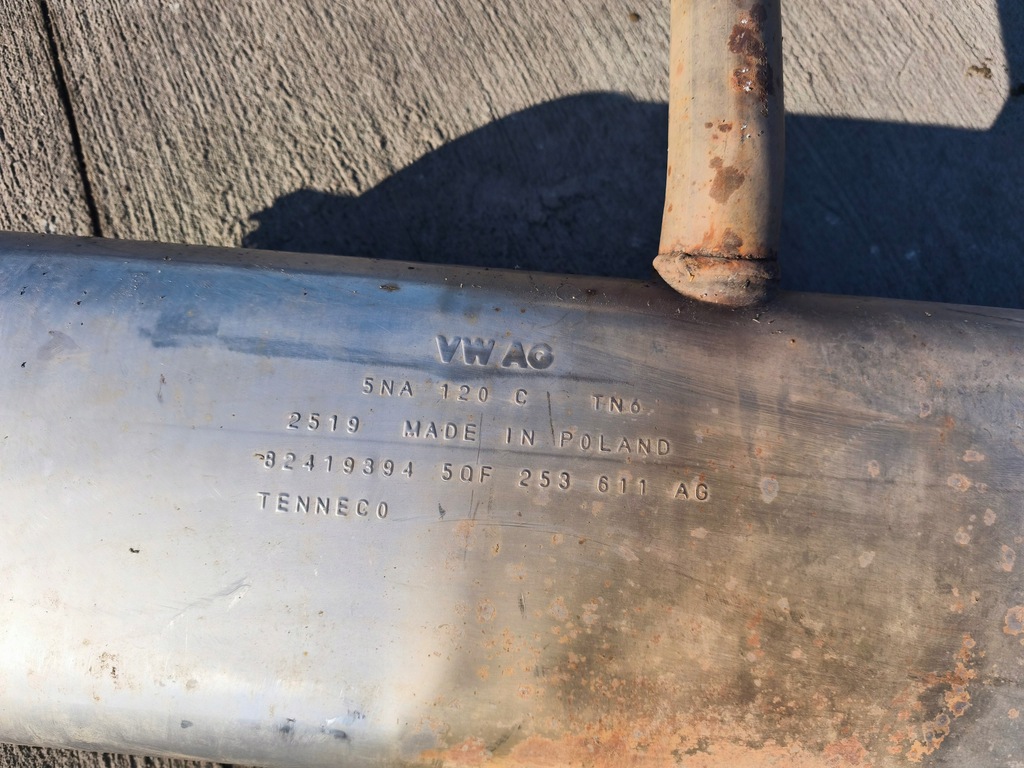 VW AG
5NA 120 C TN6
2519 MADE IN POLAND
82419394 5QF 253 611 AG
TENNECO